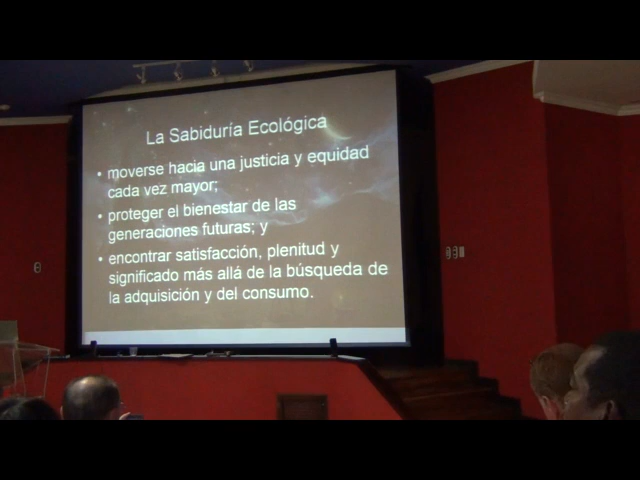 La Sabiduría Ecológica
• moverse hacia una justicia y equidad
cada vez mayor;
• proteger el bienestar de las
generaciones futuras; y
• encontrar satisfacción, plenitud y
significado más allá de la búsqueda de
la adquisición y del consumo.